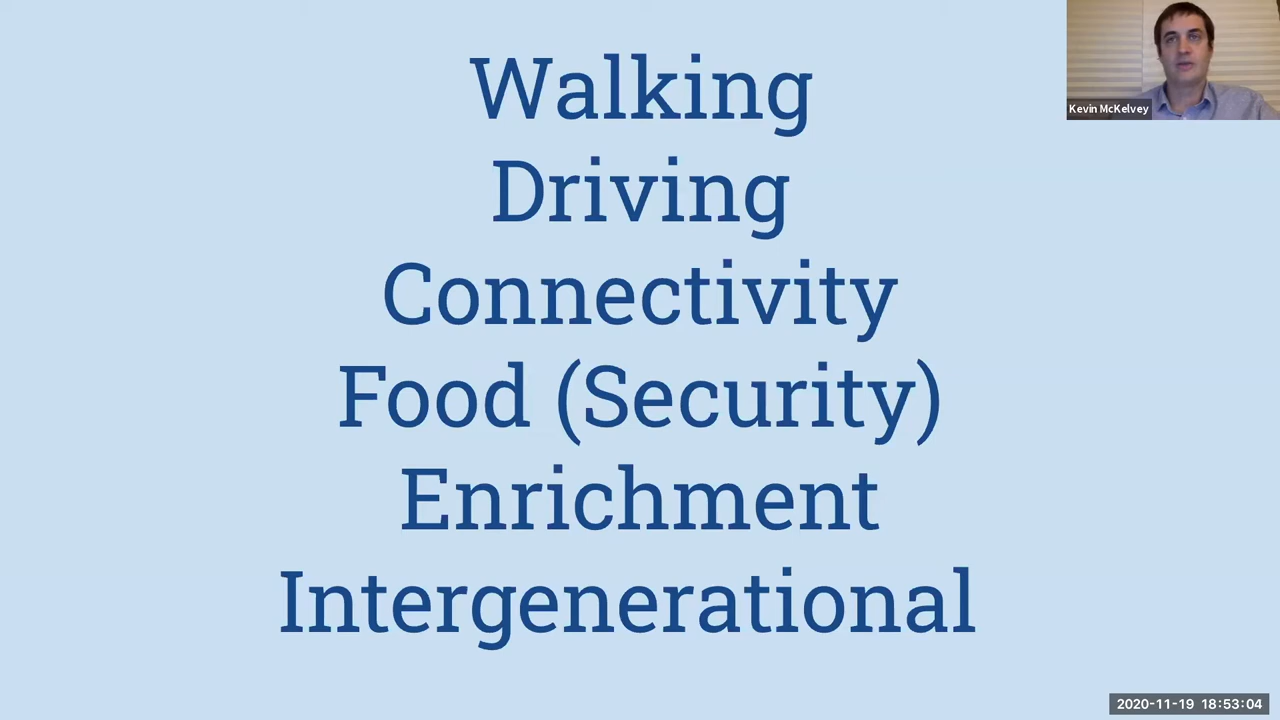 Walking
Driving
Connectivity
Food (Security)
Enrichment
Intergenerational
Kevin McKelvey
2020-11-19 18:53:04